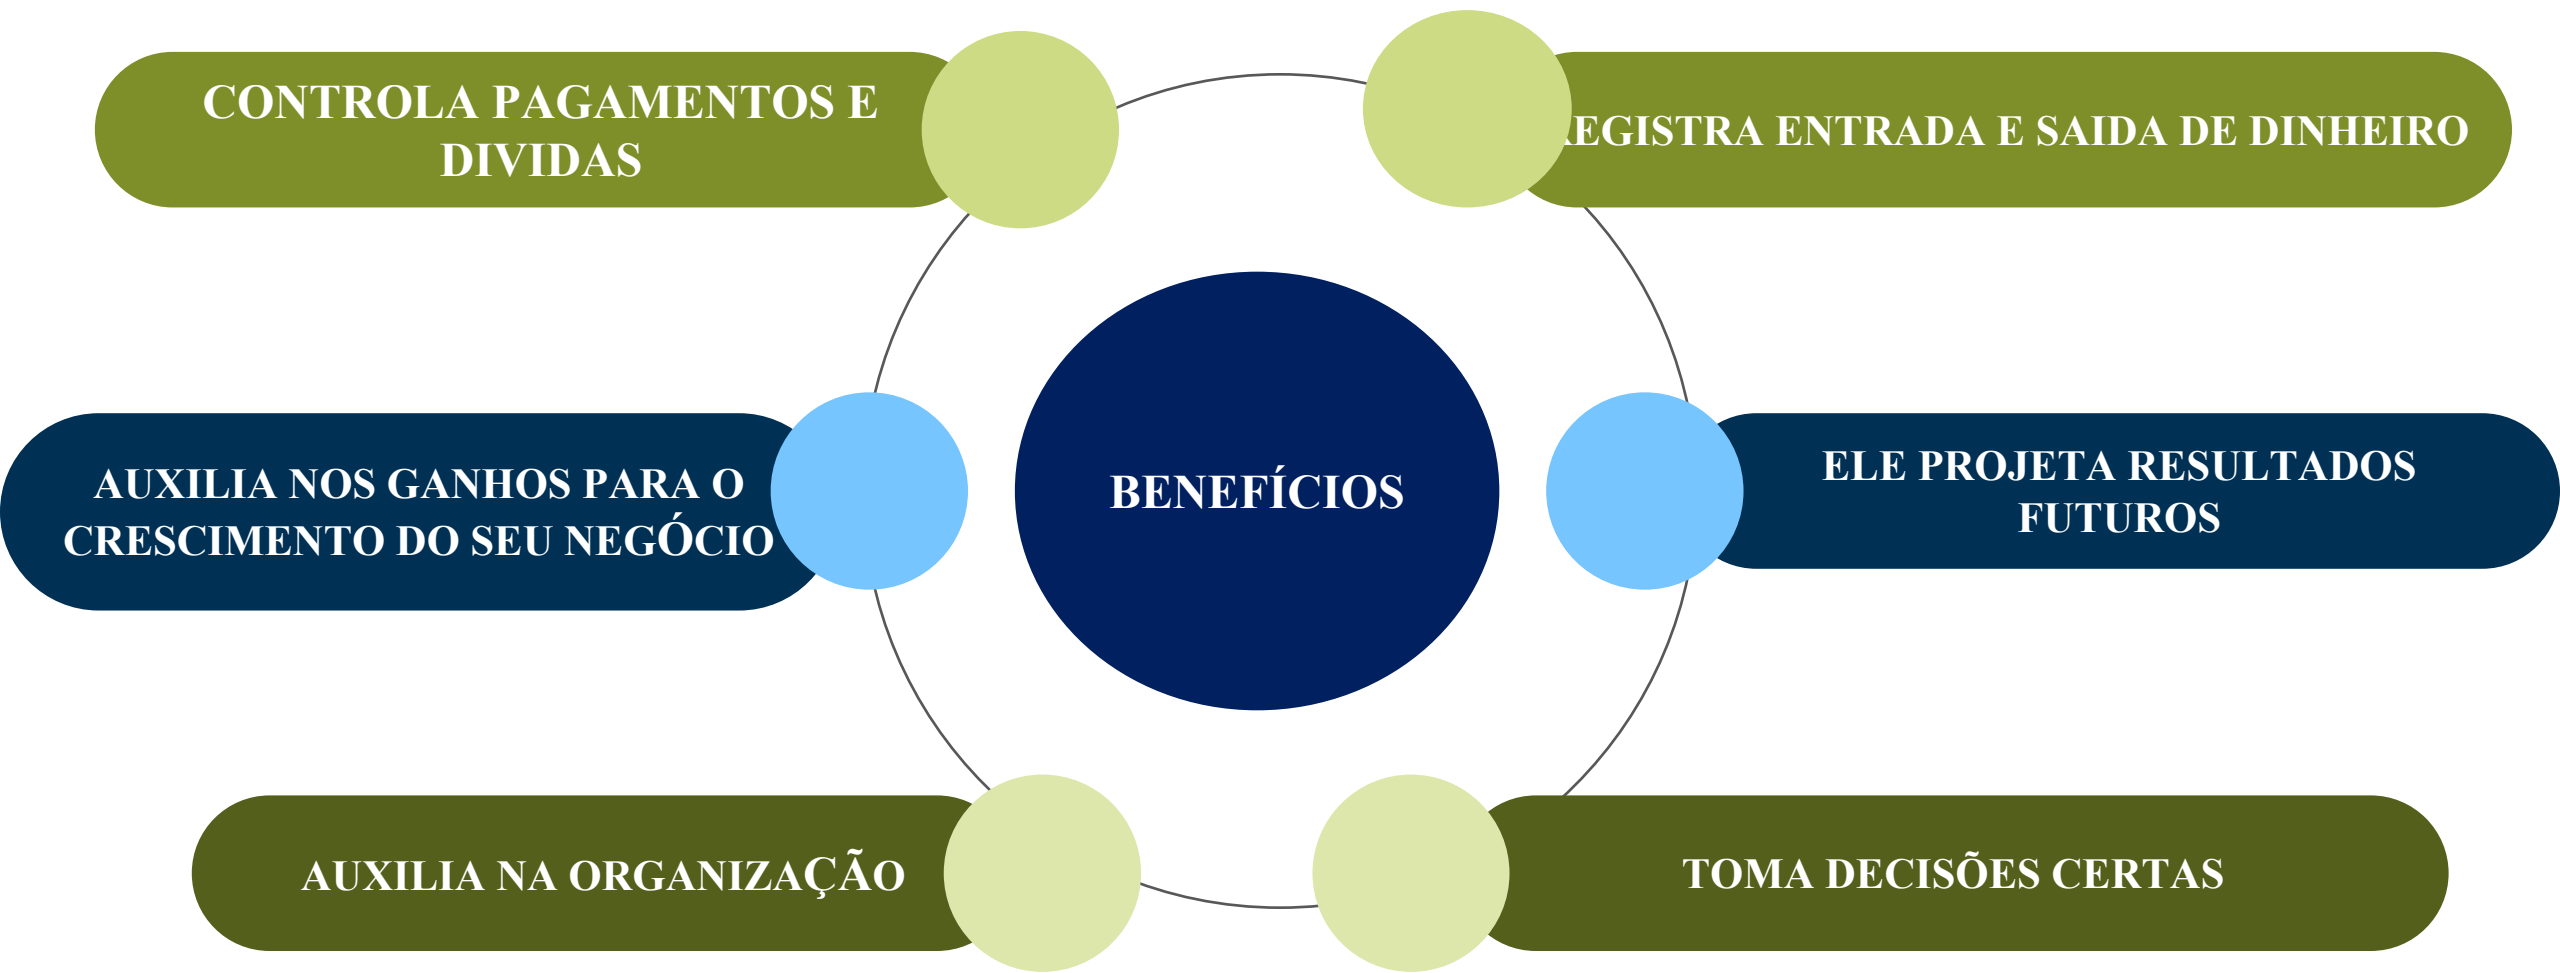 CONTROLA PAGAMENTOS E
DIVIDAS
EGISTRA ENTRADA E SAIDA DE DINHEIRO
AUXILIA NOS GANHOS PARA O
CRESCIMENTO DO SEU NEGÓCIO
BENEFÍCIOS
ELE PROJETA RESULTADOS
FUTUROS
AUXILIA NA ORGANIZAÇÃO
TOMA DECISÕES CERTAS